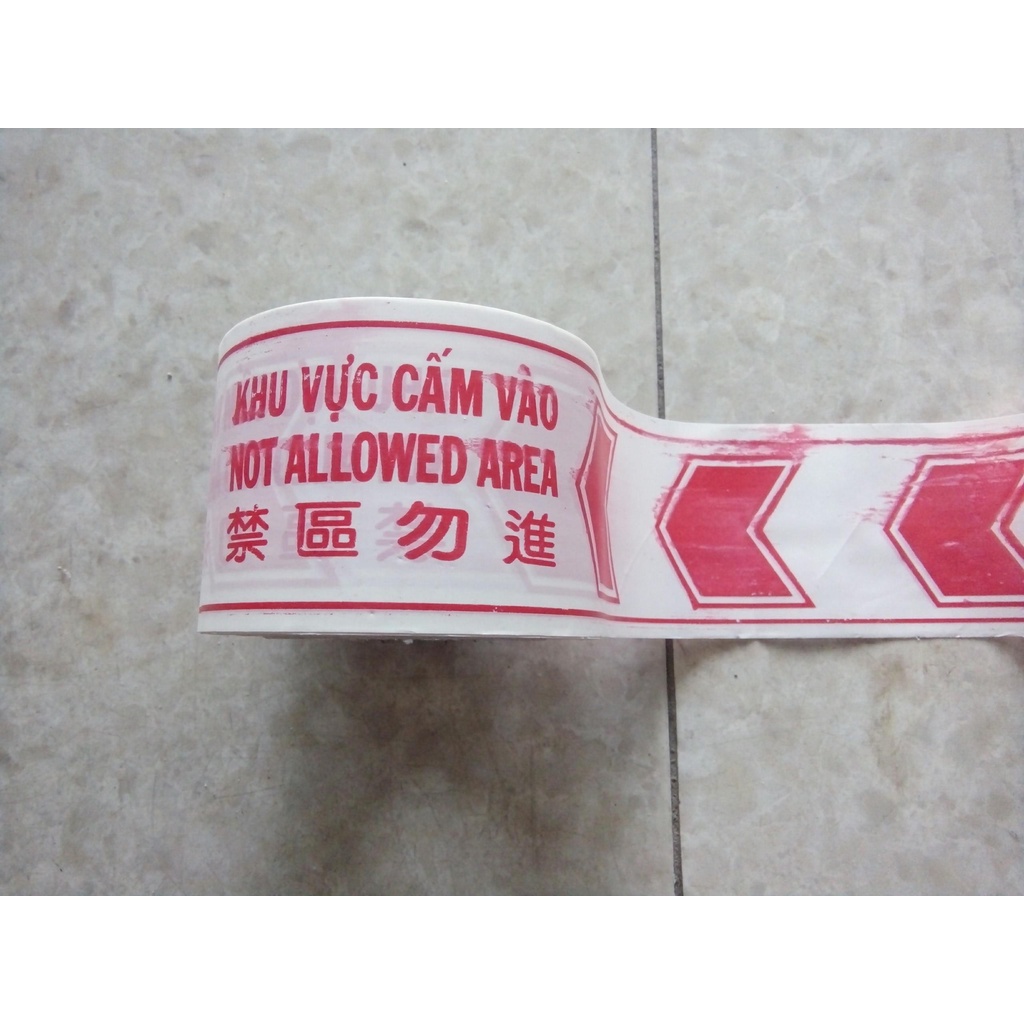 KHU VỰC CẤM VÀO
NOT ALLOWED AREA
禁區勿進